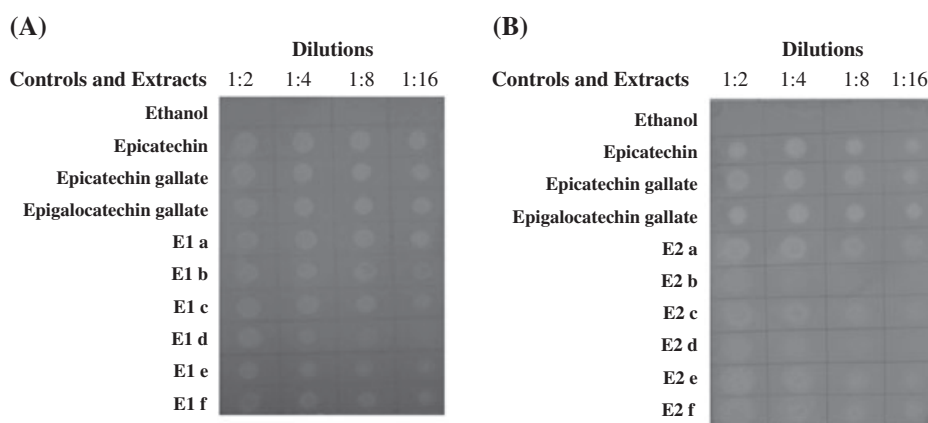 (A)
Dilutions
Controls and Extracts 1:2 1:4 1:8 1:16
Ethanol
Epicatechin
Epicatechin gallate
Epigalocatechin gallate
E1 a
E1 b
E1 c
E1 d
E1 e
E1 f
(B)
Dilutions
Controls and Extracts 1:2 1:4 1:8 1:16
Ethanol
Epicatechin
Epicatechin gallate
Epigalocatechin gallate
E2 a
E2 b
E2 c
E2 d
E2 e
E2 f